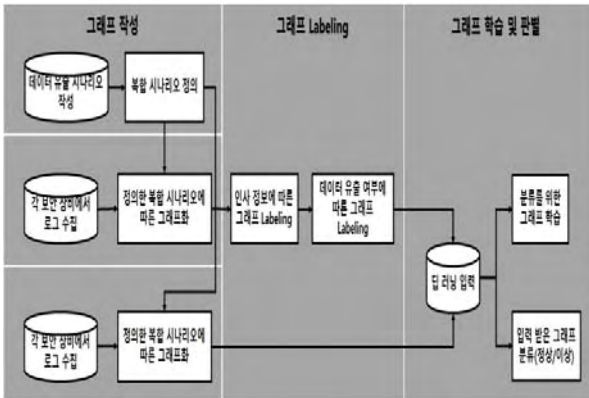 그래프 작성
그래프 Labeling
그래프 학습 및 판별
데이터 유출 시나리오
작성
복합 시나리오 정의
각 보안 장비에서
로그 수집
정의한 복합 시나리오에
따른 그래프화
인사 정보에 따른
그래프 Labeling
데이터 유출 여부에
따른 그래프
Labeling
분류를 위한
그래프 학습
딥 러닝 입력
각 보안 장비에서
로그 수집
정의한 복합 시나리오에
따른 그래프화
입력 받은 그래프
분류(정상/이상)